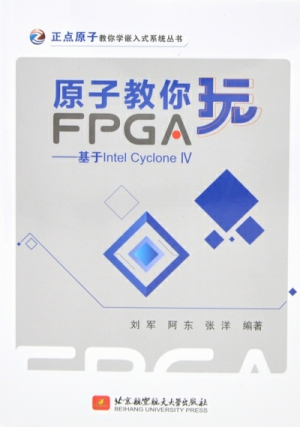 正点原子教你学嵌入式系统丛书
原子教你玩
FPGA
——基于Intel Cyclone Ⅳ
刘军 阿东 张洋 编著
FPGA
北京航空航天大学出版社
BEIHANG UNIVERSITY PRESS